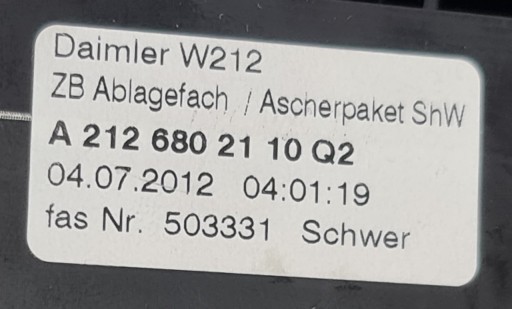 Daimler W212
ZB Ablagefach / Ascherpaket ShW
A 212 680 21 10 Q2
04.07.2012 04:01:19
fas Nr. 503331 Schwer